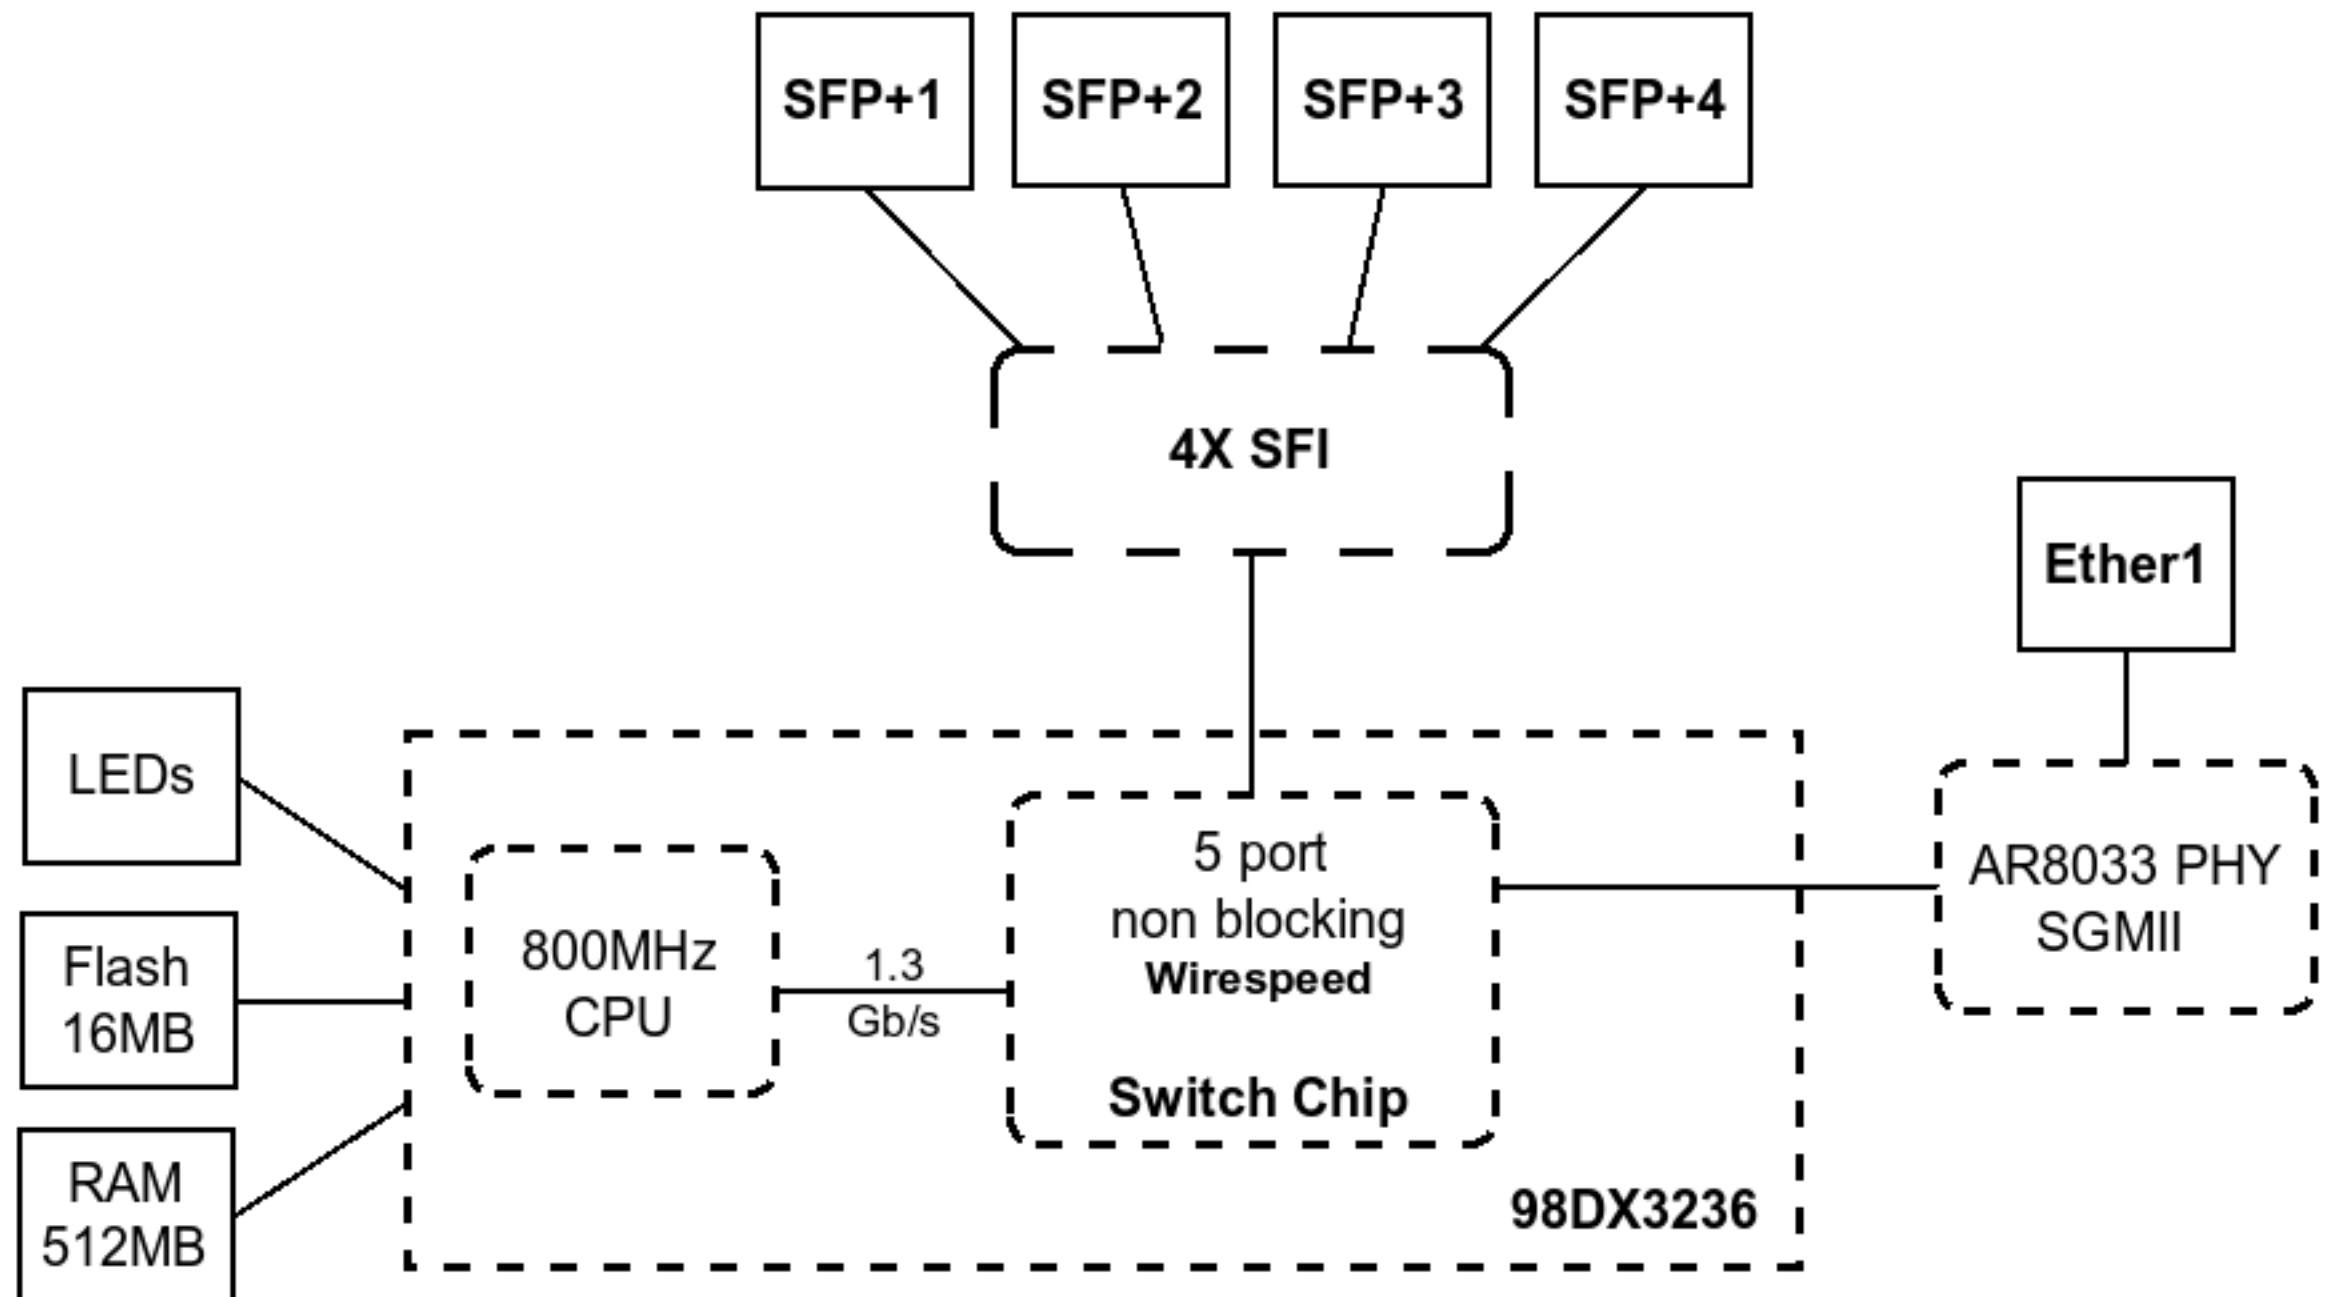 SFP+1
SFP+2
SFP+3
SFP+4
4X SFI
Ether1
LEDs
Flash
16MB
RAM
512MB
800MHz
CPU
1.3
Gb/s
5 port
non blocking
Wirespeed
Switch Chip
98DX3236
AR8033 PHY
SGMII